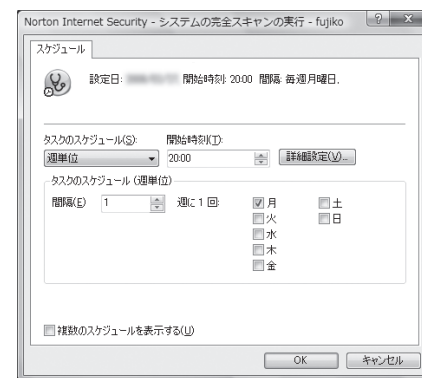 Norton Internet Security - システムの完全スキャンの実行 - fujiko
スケジュール
設定日: 開始時刻: 20:00 間隔: 毎週月曜日.
タスクのスケジュール(S): 開始時刻(T):
週単位 20:00 詳細設定(V)...
タスクのスケジュール (週単位)
間隔(E) 1 週に 1 回: 月 土
火 日
水
木
金
複数のスケジュールを表示する(U)
OK キャンセル